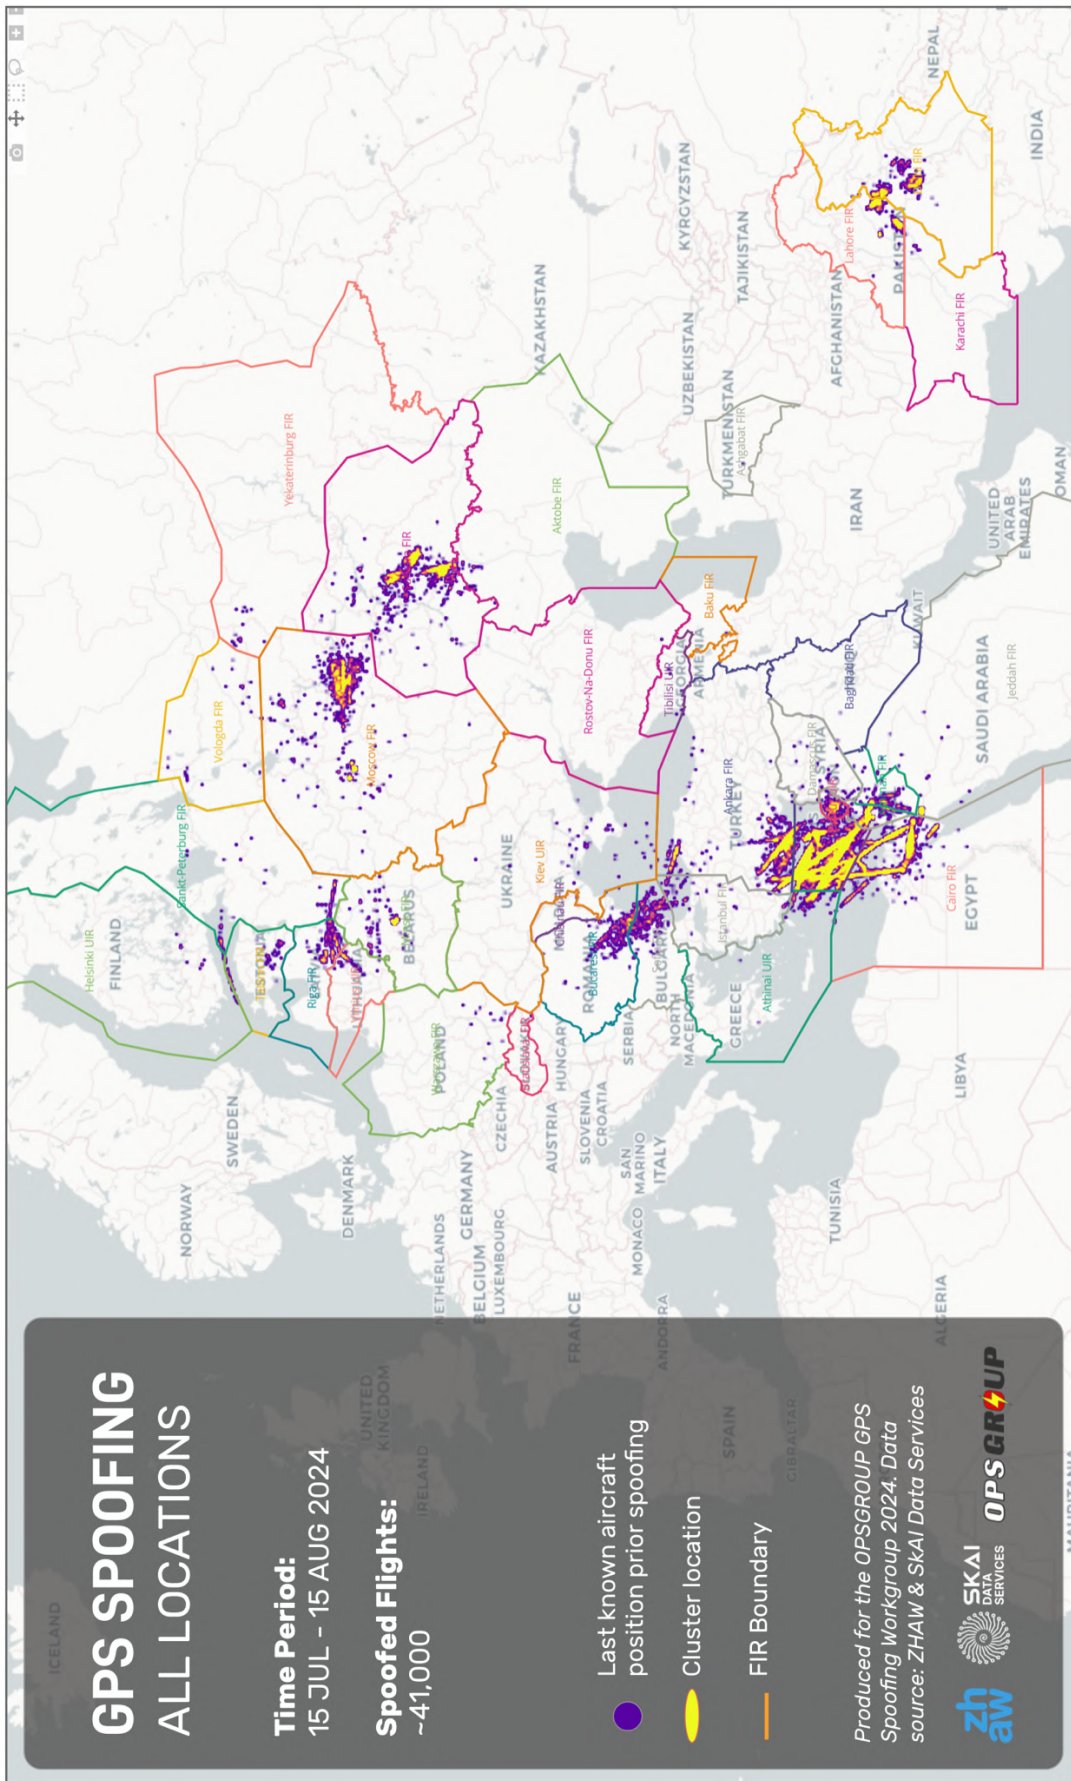 GPS SPOOFING
ALL LOCATIONS
Time Period:
15 JUL – 15 AUG 2024
Spoofed Flights:
~41,000
Last known aircraft
position prior spoofing
Cluster location
FIR Boundary
Produced for the OPSGROUP GPS
Spoofing Workgroup 2024. Data
source: ZHAW & SkAI Data Services
zh
aw
SKAI
DATA
SERVICES
OPSGROUP
ICELAND
UNITED
KINGDOM
IRELAND
SPAIN
GIBRALTAR
NORWAY
SWEDEN
FINLAND
DENMARK
NETHERLANDS
BELGIUM
LUXEMBOURG
GERMANY
FRANCE
ANDORRA
MONACO
SAN
MARINO
ITALY
CZECHIA
AUSTRIA
SLOVENIA
CROATIA
HUNGARY
POLAND
SERBIA
NORTH
MACEDONIA
GREECE
BULGARIA
ROMANIA
UKRAINE
BELARUS
LITHUANIA
TURKEY
GEORGIA
ARMENIA
SYRIA
KUWAIT
IRAN
SAUDI ARABIA
UNITED
ARAB
EMIRATES
OMAN
EGYPT
LIBYA
TUNISIA
ALGERIA
KAZAKHSTAN
UZBEKISTAN
TURKMENISTAN
KYRGYZSTAN
TAJIKISTAN
AFGHANISTAN
PAKISTAN
INDIA
NEPAL
Helsinki UIR
Sankt-Peterburg FIR
Vologda FIR
Yekaterinburg FIR
Riga FIR
Moscow FIR
FIR
Aktobe FIR
Kiev UIR
Rostov-Na-Donu FIR
Tbilisi UIR
Baku FIR
Ankara FIR
Istanbul FIR
Athinai UIR
Damascus FIR
Cairo FIR
Jeddah FIR
Ashgabat FIR
Lahore FIR
Karachi FIR